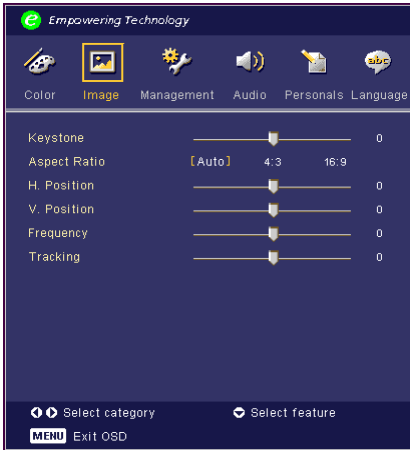 e Empowering Technology
Color Image Management Audio Personals Language
abc
Keystone 0
Aspect Ratio [Auto] 4:3 16:9
H. Position 0
V. Position 0
Frequency 0
Tracking 0
Select category Select feature
MENU Exit OSD